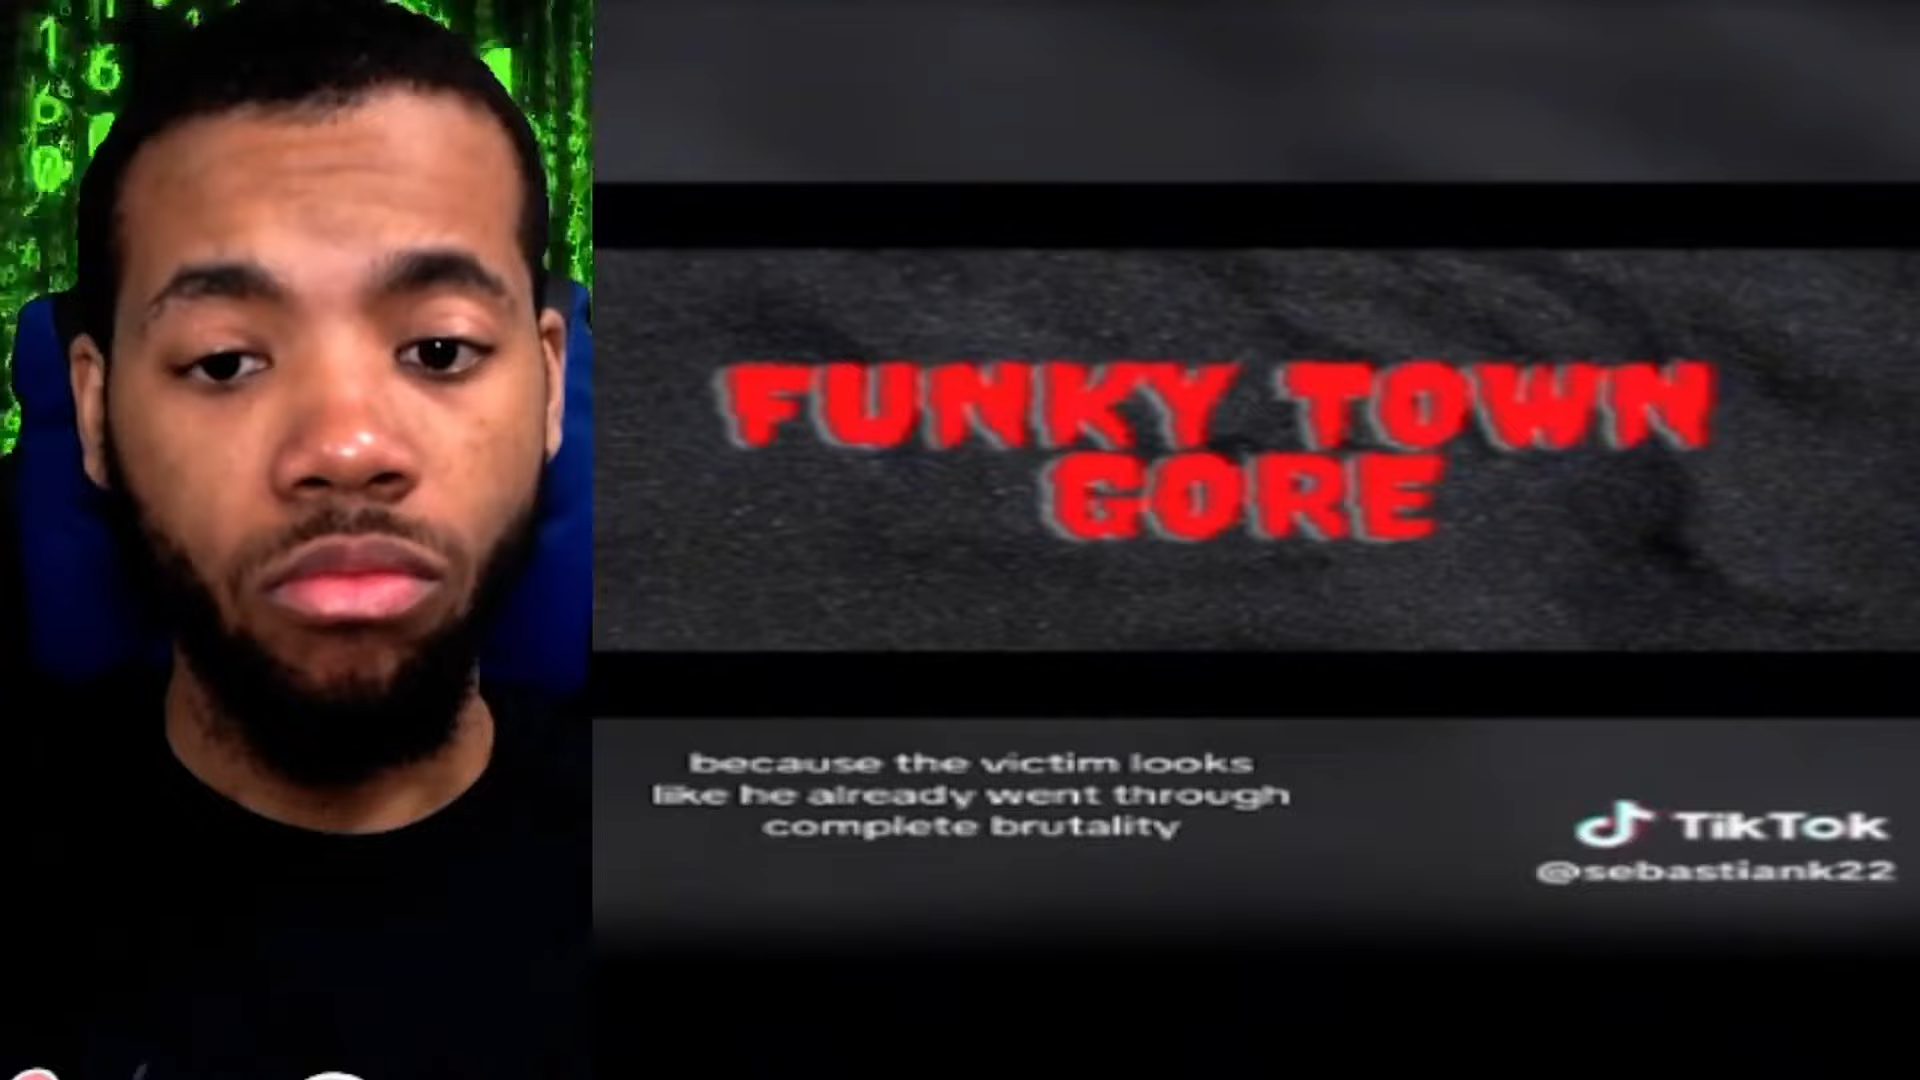 FUNKY TOWN
GORE
because the victim looks
like he already went through
complete brutality
TikTok
@sebastiank22